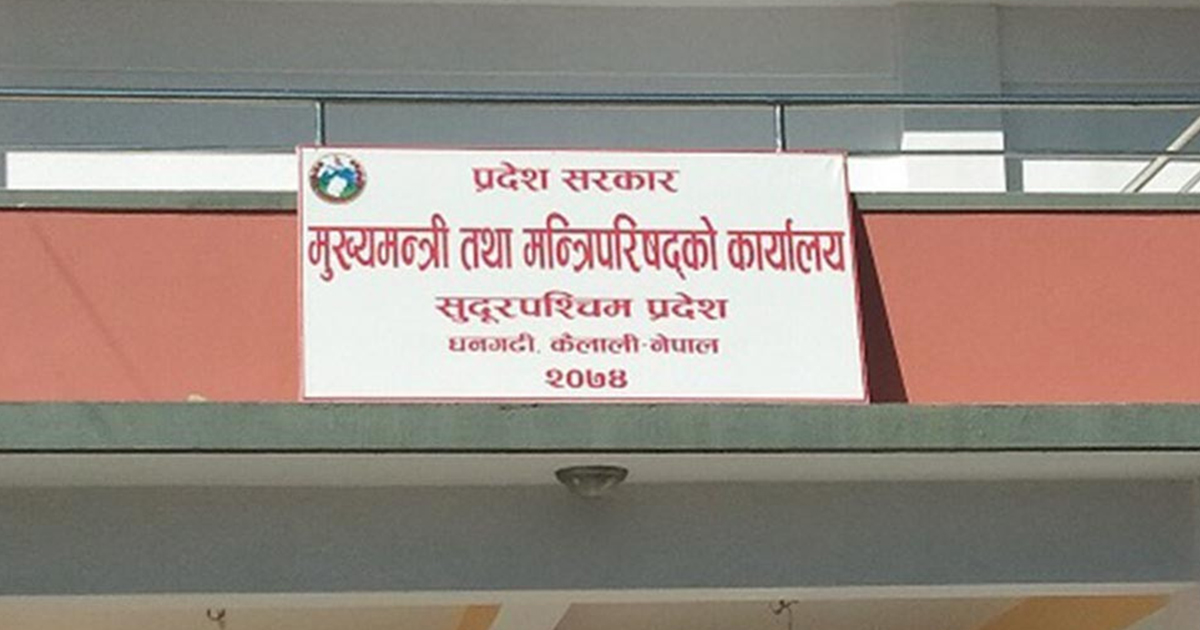 प्रदेश सरकार
मुख्यमन्त्री तथा मन्त्रिपरिषद्को कार्यालय
सुदूरपश्चिम प्रदेश
धनगढी, कैलाली-नेपाल
२०७४